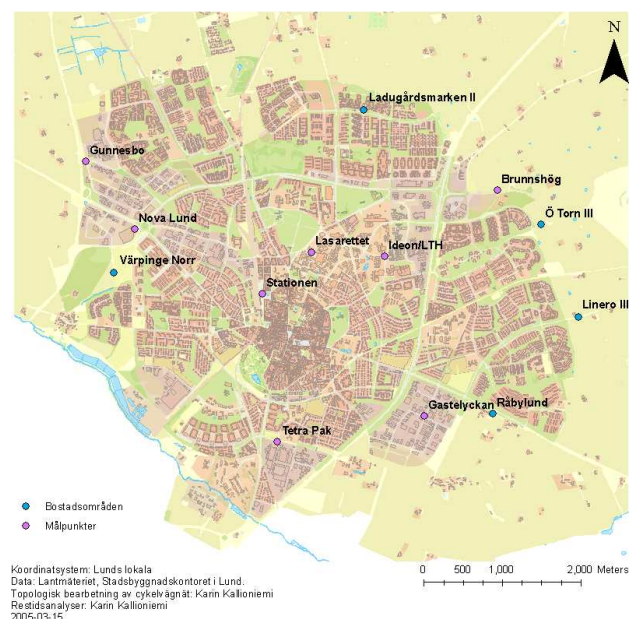 N
Ladugårdsmarken II
Gunnesbo
Brunnshög
Nova Lund
Ö Torn III
Lasarettet
Ideon/LTH
Värpinge Norr
Stationen
Linero III
Gastelyckan
Råbylund
Tetra Pak
Bostadsområden
Målpunkter
Koordinatsystem: Lunds lokala
Data: Lantmäteriet, Stadsbyggnadskontoret i Lund.
Topologisk bearbetning av cykelvägnät: Karin Kallioniemi
Restidsanalyser: Karin Kallioniemi
2005-03-15
0 500 1,000 2,000 Meters